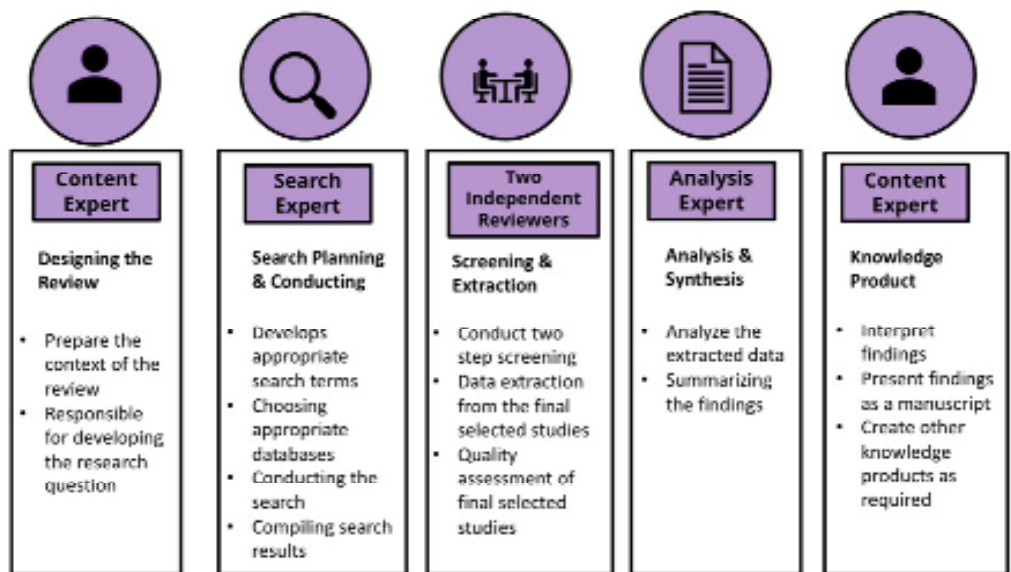 Content
Expert
Designing the
Review
• Prepare the
context of the
review
• Responsible
for developing
the research
question
Search
Expert
Search Planning
& Conducting
• Develops
appropriate
search terms
• Choosing
appropriate
databases
• Conducting the
search
• Compiling search
results
Two
Independent
Reviewers
Screening &
Extraction
• Conduct two
step screening
• Data extraction
from the final
selected studies
• Quality
assessment of
final selected
studies
Analysis
Expert
Analysis &
Synthesis
• Analyze the
extracted data
• Summarizing
the findings
Content
Expert
Knowledge
Product
• Interpret
findings
• Present findings
as a manuscript
• Create other
knowledge
products as
required